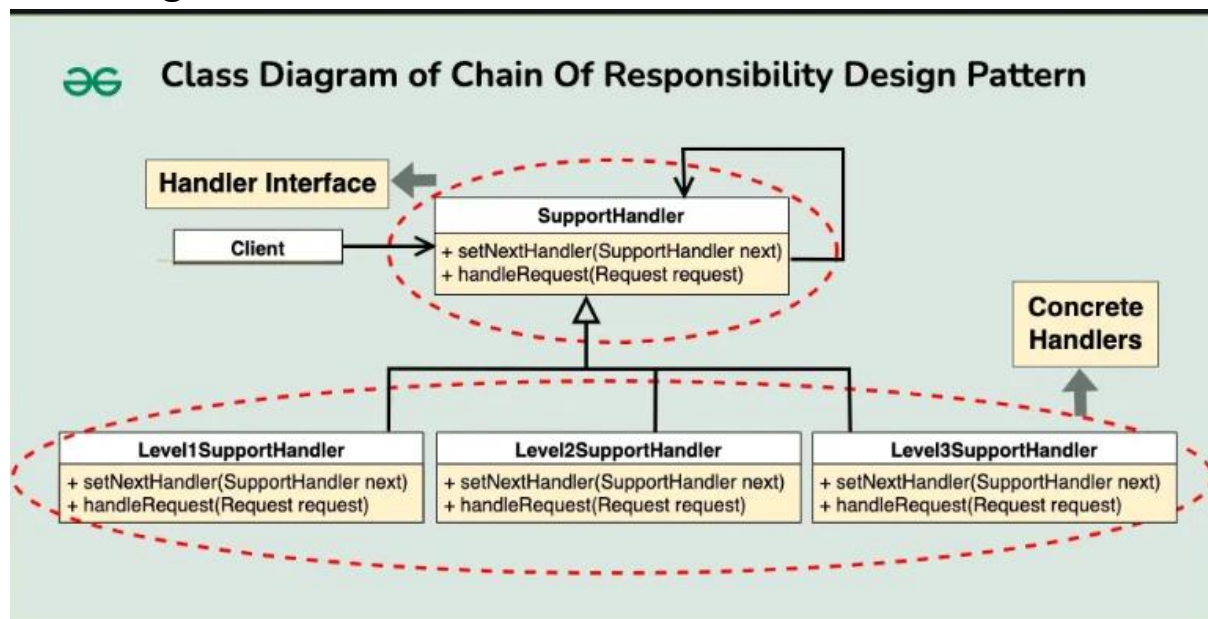 Class Diagram of Chain Of Responsibility Design Pattern
Handler Interface
SupportHandler
Client
+ setNextHandler(SupportHandler next)
+ handleRequest(Request request)
Concrete
Handlers
Level1SupportHandler
+ setNextHandler(SupportHandler next)
+ handleRequest(Request request)
Level2SupportHandler
+ setNextHandler(SupportHandler next)
+ handleRequest(Request request)
Level3SupportHandler
+ setNextHandler(SupportHandler next)
+ handleRequest(Request request)